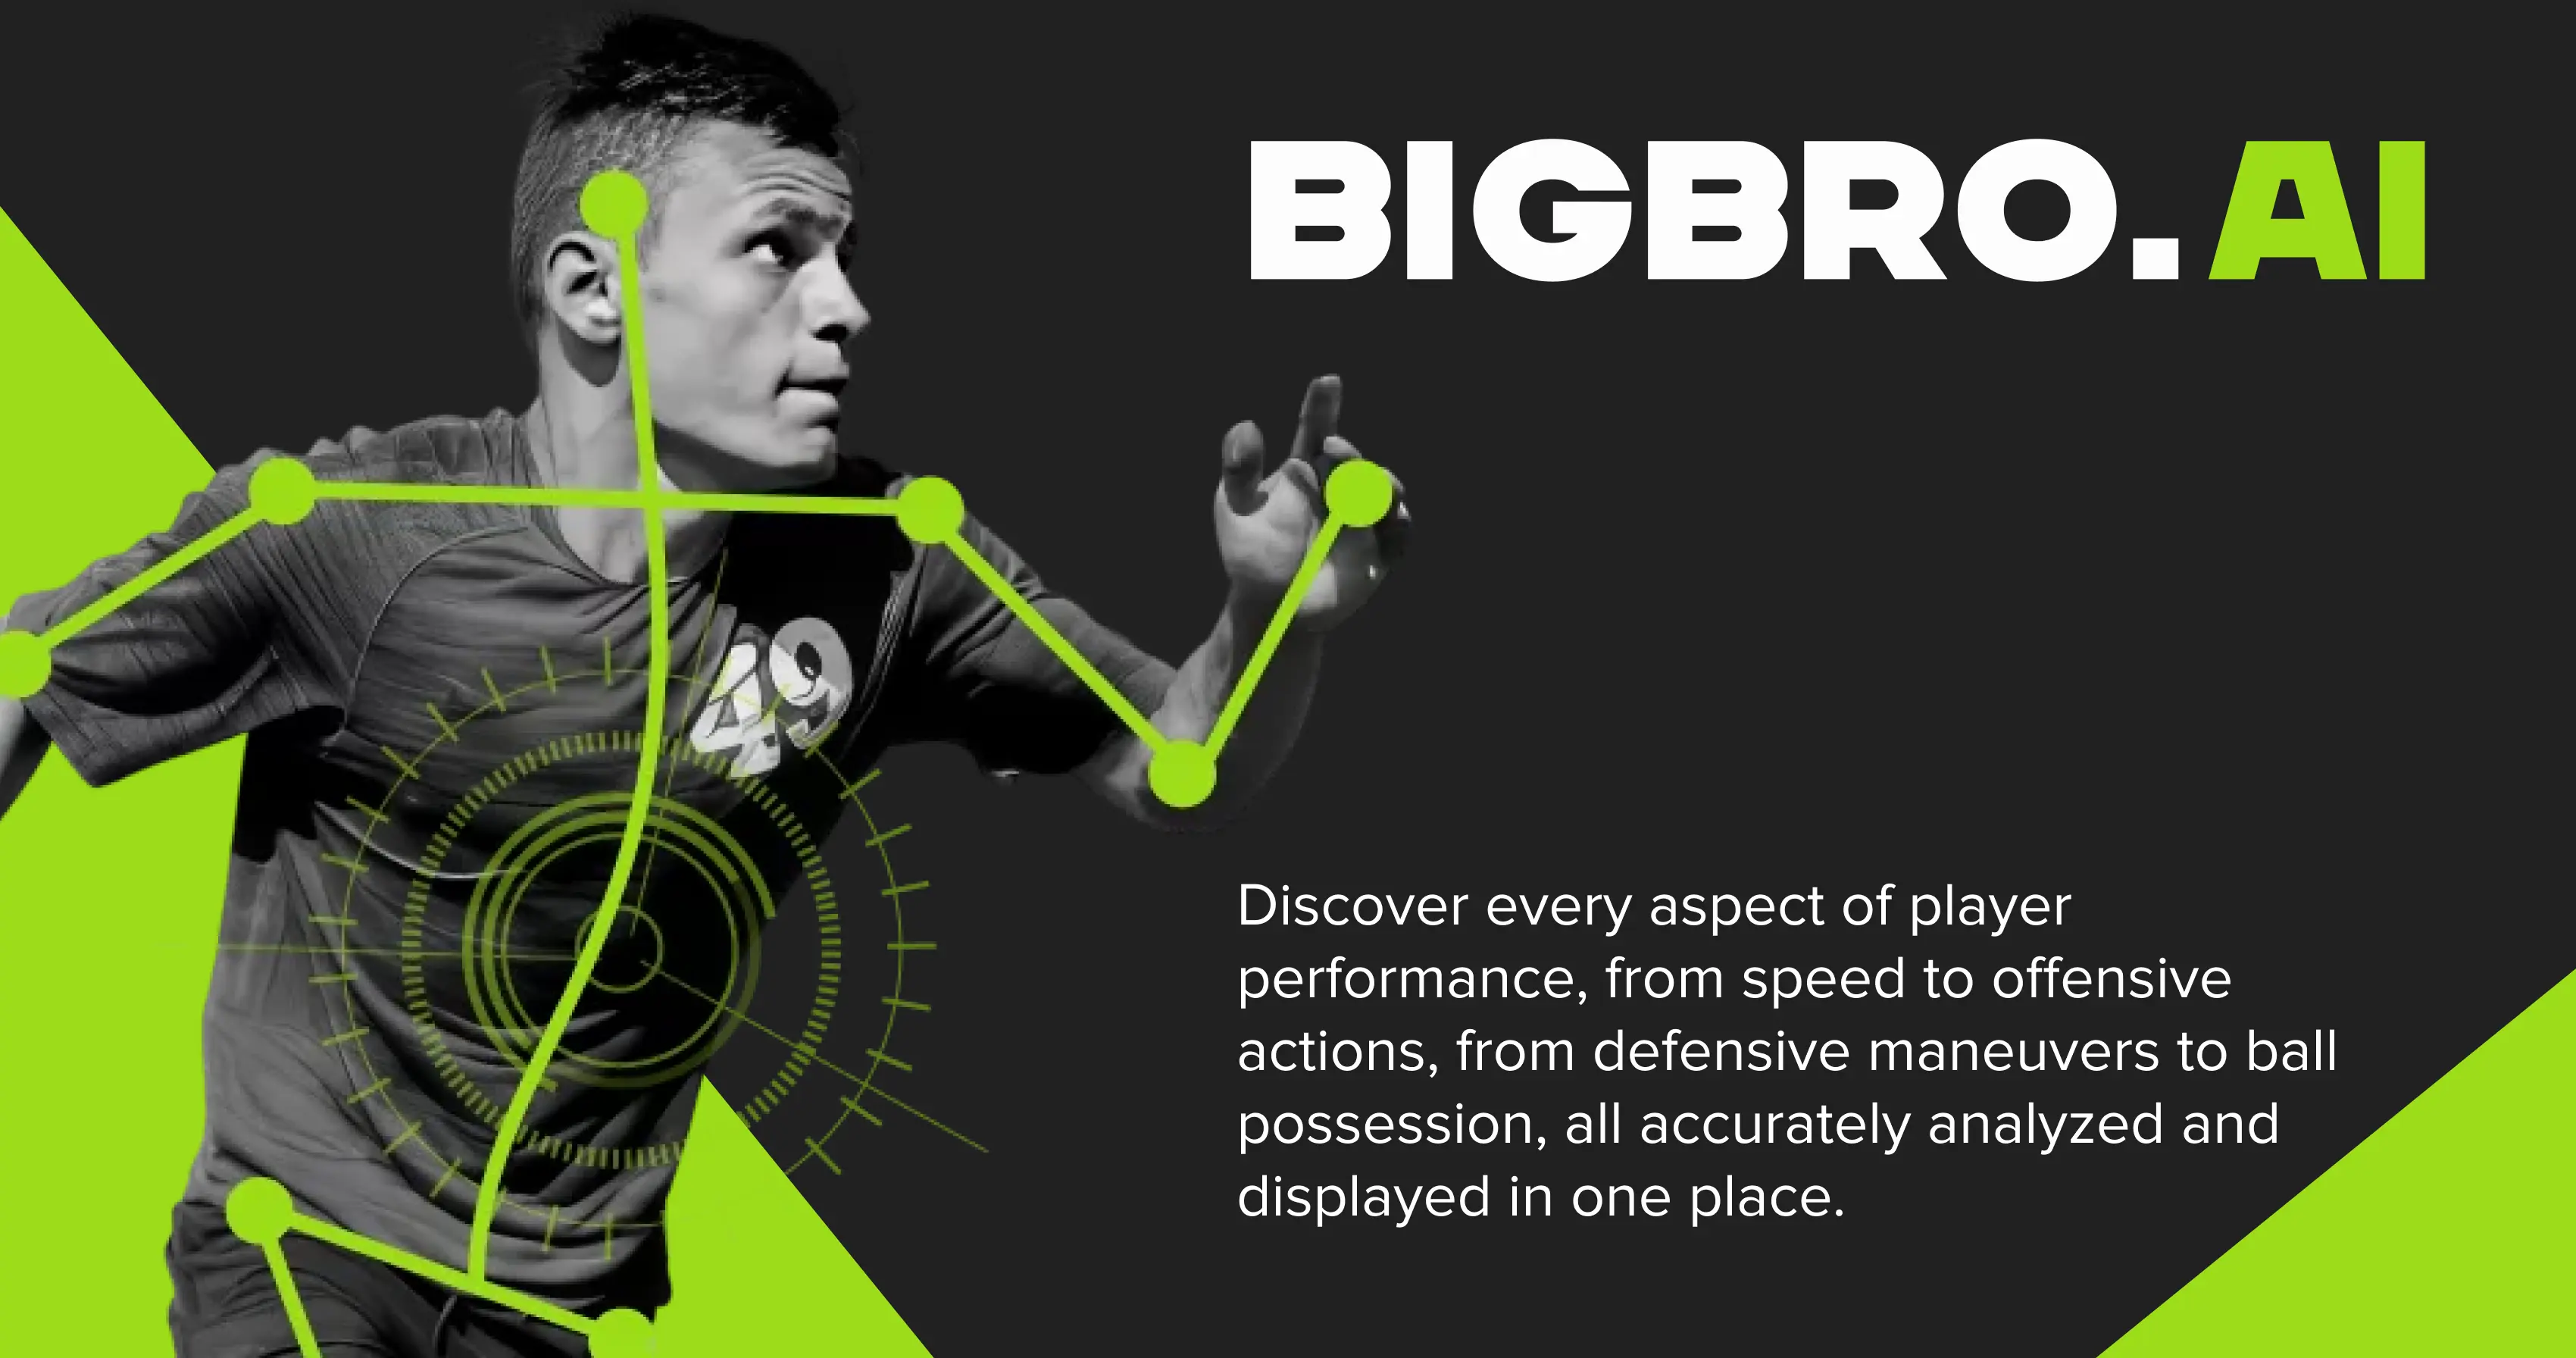 BIGBRO.AI
49
Discover every aspect of player
performance, from speed to offensive
actions, from defensive maneuvers to ball
possession, all accurately analyzed and
displayed in one place.